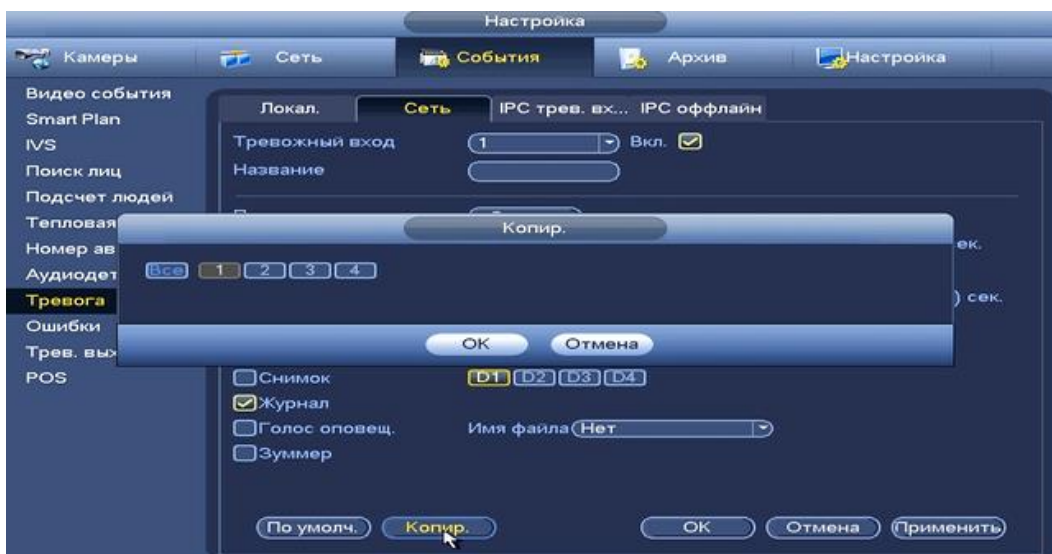 Настройка
Камеры Сеть События Архив Настройка
Видео события
Smart Plan
IVS
Поиск лиц
Подсчет людей
Тепловая
Номер ав
Аудиодет
Тревога
Ошибки
Трев. вых
POS
Локал. Сеть IPC трев. вх... IPC оффлайн
Тревожный вход 1 Вкл.
Название
Копир.
ек.
Все 1 2 3 4
) сек.
OK Отмена
Снимок D1 D2 D3 D4
Журнал
Голос оповещ. Имя файла Нет
Зуммер
По умолч. Копир. OK Отмена Применить